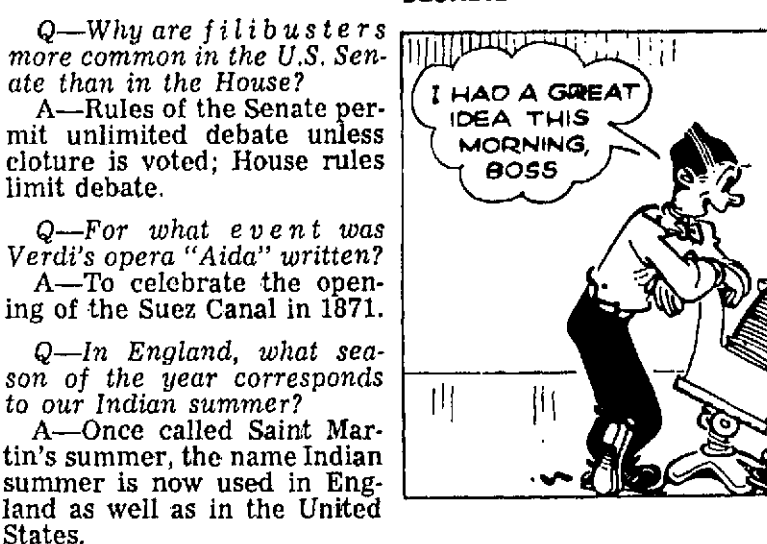 Q—Why are filibusters
more common in the U.S. Sen-
ate than in the House?
A—Rules of the Senate per-
mit unlimited debate unless
cloture is voted; House rules
limit debate.
Q—For what event was
Verdi's opera "Aida" written?
A—To celebrate the open-
ing of the Suez Canal in 1871.
Q—In England, what sea-
son of the year corresponds
to our Indian summer?
A—Once called Saint Mar-
tin's summer, the name Indian
summer is now used in Eng-
land as well as in the United
States.
I HAD A GREAT
IDEA THIS
MORNING,
BOSS